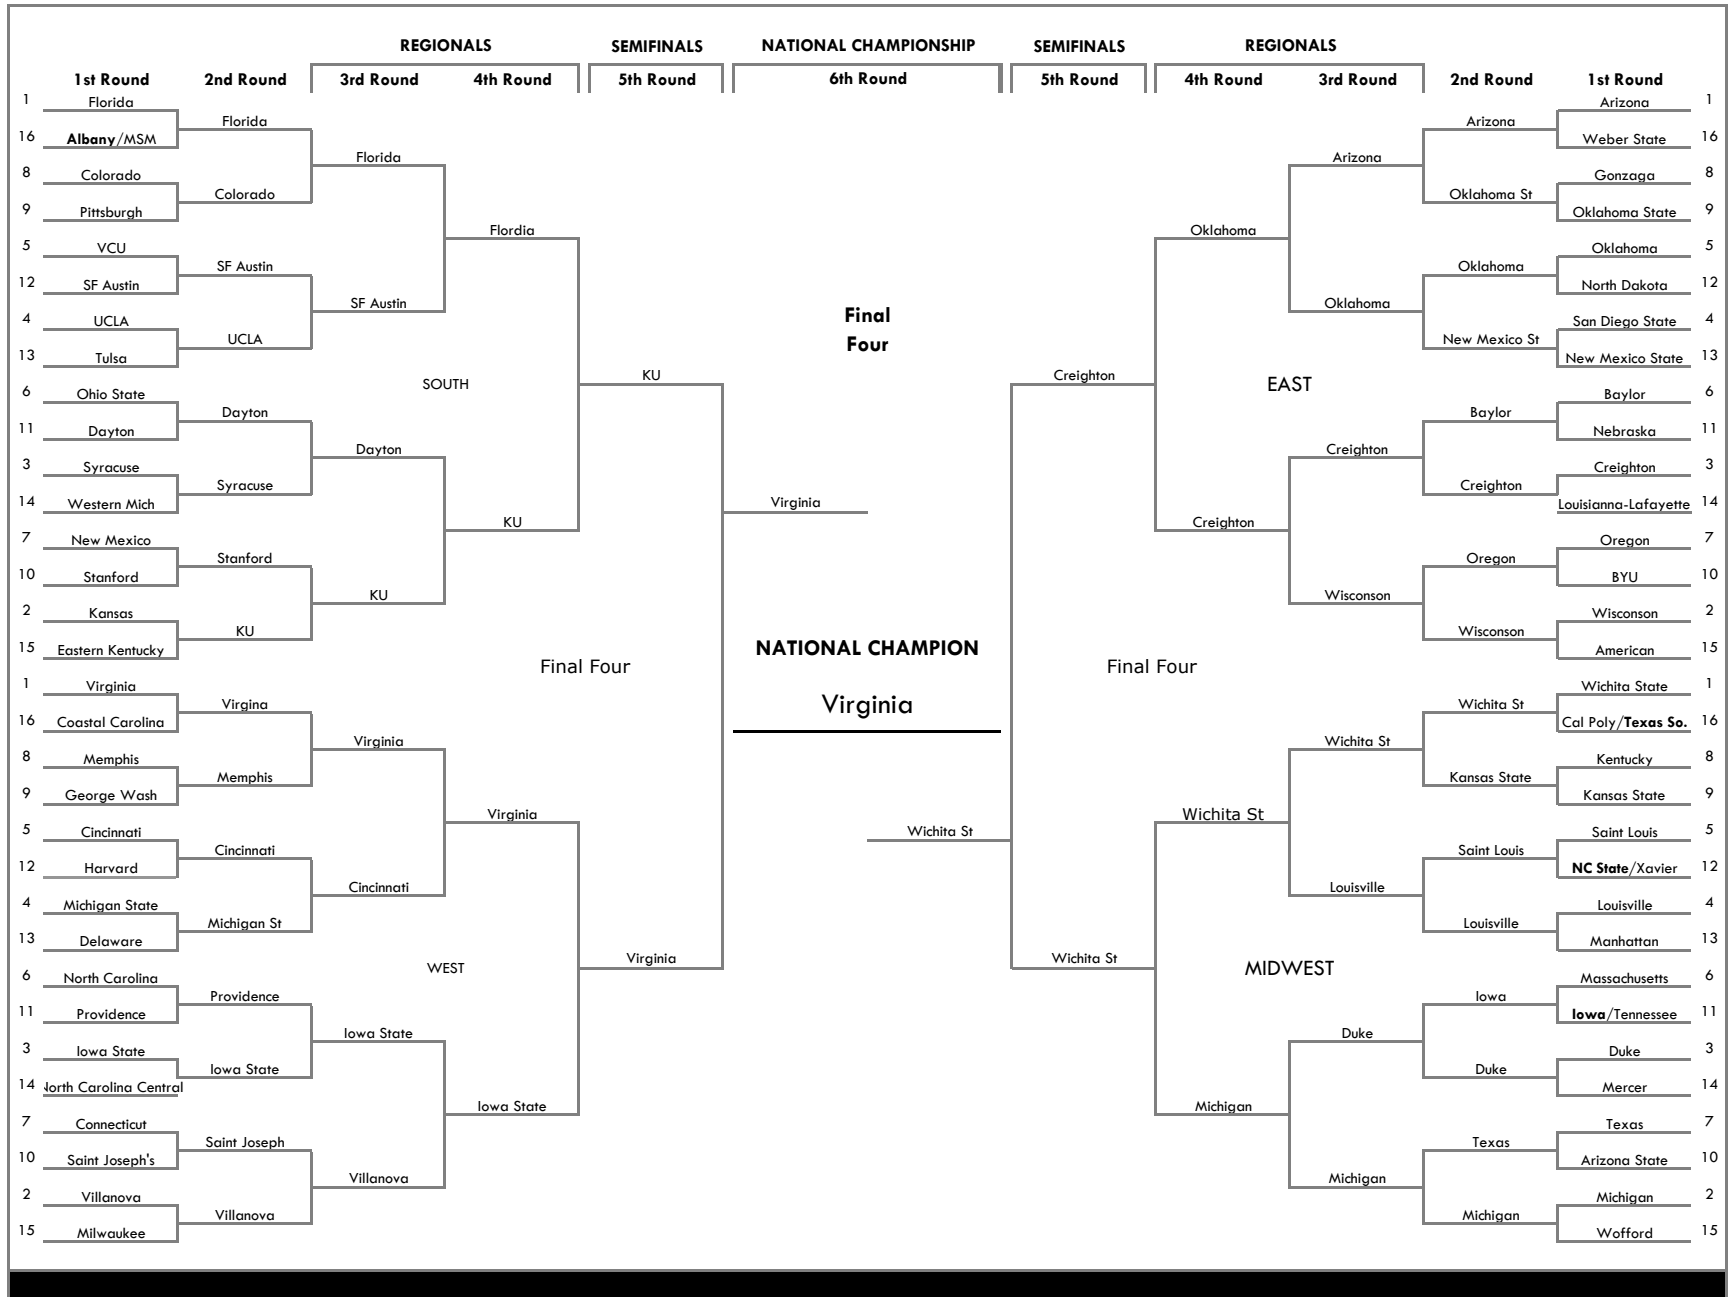 REGIONALS SEMIFINALS NATIONAL CHAMPIONSHIP SEMIFINALS REGIONALS
1st Round 2nd Round 3rd Round 4th Round 5th Round 6th Round 5th Round 4th Round 3rd Round 2nd Round 1st Round
1 Florida
16 Albany/MSM
8 Colorado
9 Pittsburgh
5 VCU
12 SF Austin
4 UCLA
13 Tulsa
6 Ohio State
11 Dayton
3 Syracuse
14 Western Mich
7 New Mexico
10 Stanford
2 Kansas
15 Eastern Kentucky
1 Virginia
16 Coastal Carolina
8 Memphis
9 George Wash
5 Cincinnati
12 Harvard
4 Michigan State
13 Delaware
6 North Carolina
11 Providence
3 Iowa State
14 North Carolina Central
7 Connecticut
10 Saint Joseph's
2 Villanova
15 Milwaukee
Florida
Colorado
SF Austin
UCLA
Dayton
Syracuse
Stanford
KU
Virgina
Memphis
Cincinnati
Michigan St
Providence
Iowa State
Saint Joseph
Villanova
Florida
SF Austin
Dayton
KU
Virginia
Cincinnati
Iowa State
Villanova
Flordia
SOUTH
KU
Virginia
WEST
Iowa State
KU
Final Four
Virginia
Final
Four
Virginia
NATIONAL CHAMPION
Virginia
Wichita St
Creighton
Final Four
Wichita St
Oklahoma
EAST
Creighton
Wichita St
MIDWEST
Michigan
Arizona
Oklahoma
Creighton
Wisconson
Wichita St
Louisville
Duke
Michigan
Arizona
Oklahoma St
Oklahoma
New Mexico St
Baylor
Creighton
Oregon
Wisconson
Wichita St
Kansas State
Saint Louis
Louisville
Iowa
Duke
Texas
Michigan
Arizona 1
Weber State 16
Gonzaga 8
Oklahoma State 9
Oklahoma 5
North Dakota 12
San Diego State 4
New Mexico State 13
Baylor 6
Nebraska 11
Creighton 3
Louisianna-Lafayette 14
Oregon 7
BYU 10
Wisconson 2
American 15
Wichita State 1
Cal Poly/Texas So. 16
Kentucky 8
Kansas State 9
Saint Louis 5
NC State/Xavier 12
Louisville 4
Manhattan 13
Massachusetts 6
Iowa/Tennessee 11
Duke 3
Mercer 14
Texas 7
Arizona State 10
Michigan 2
Wofford 15